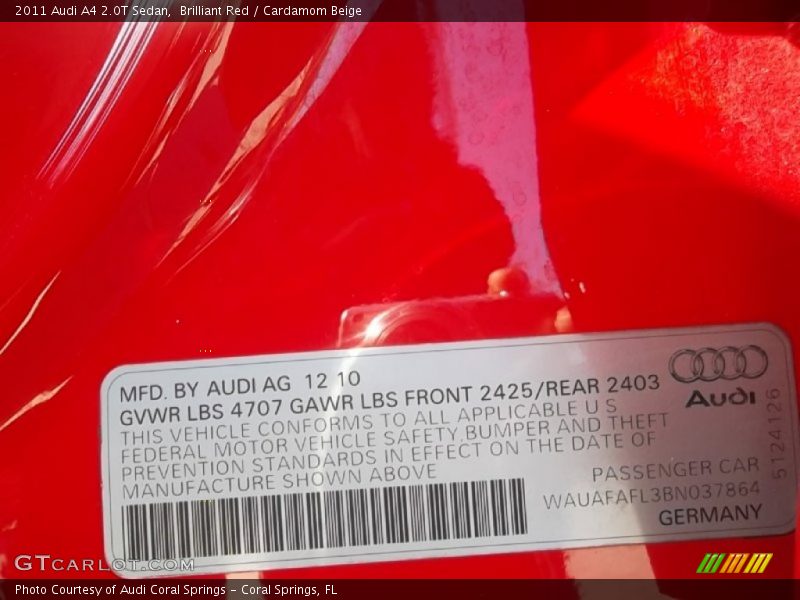 2011 Audi A4 2.0T Sedan,  Brilliant Red / Cardamom Beige
MFD. BY AUDI AG  12 10
GVWR LBS 4707 GAWR LBS FRONT 2425/REAR 2403
THIS VEHICLE CONFORMS TO ALL APPLICABLE U S
FEDERAL MOTOR VEHICLE SAFETY,BUMPER AND THEFT
PREVENTION STANDARDS IN EFFECT ON THE DATE OF
MANUFACTURE SHOWN ABOVE
Audi
5124126
PASSENGER CAR
WAUAFAFL3BN037864
GERMANY
GTCARLOT.COM
Photo Courtesy of Audi Coral Springs – Coral Springs, FL